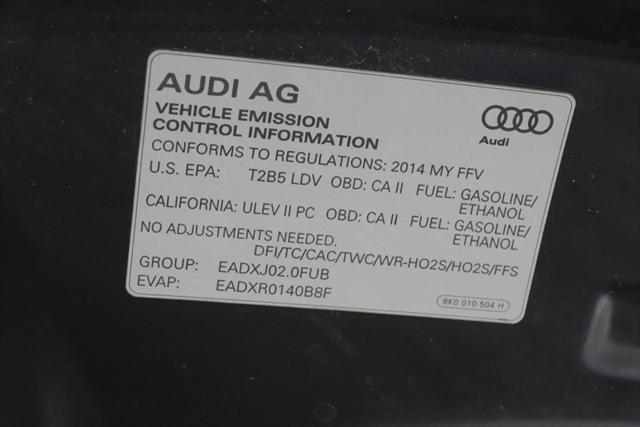 AUDI AG
Audi
VEHICLE EMISSION
CONTROL INFORMATION
CONFORMS TO REGULATIONS: 2014 MY FFV
U.S. EPA: T2B5 LDV OBD: CA II FUEL: GASOLINE/
ETHANOL
CALIFORNIA: ULEV II PC OBD: CA II FUEL: GASOLINE/
ETHANOL
NO ADJUSTMENTS NEEDED.
DFI/TC/CAC/TWC/WR-HO2S/HO2S/FFS
GROUP: EADXJ02.0FUB
EVAP: EADXR0140B8F
8K0 010 504 H